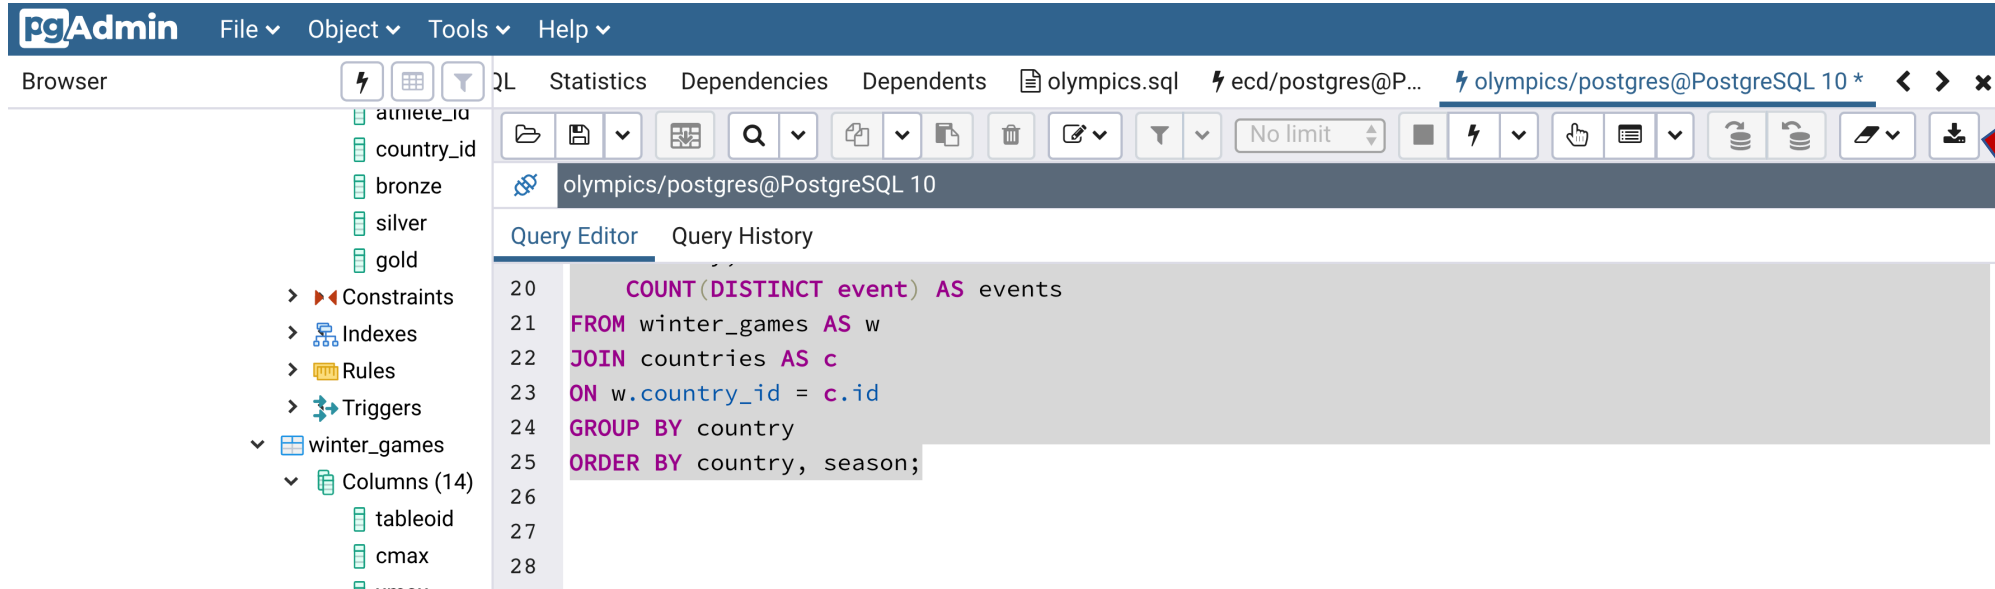 pgAdmin File Object Tools Help
Browser
QL Statistics Dependencies Dependents olympics.sql ecd/postgres@P... olympics/postgres@PostgreSQL 10 *
No limit
olympics/postgres@PostgreSQL 10
Query Editor Query History
athlete_id
country_id
bronze
silver
gold
Constraints
Indexes
Rules
Triggers
winter_games
Columns (14)
tableoid
cmax
20 COUNT(DISTINCT event) AS events
21 FROM winter_games AS w
22 JOIN countries AS c
23 ON w.country_id = c.id
24 GROUP BY country
25 ORDER BY country, season;
26
27
28